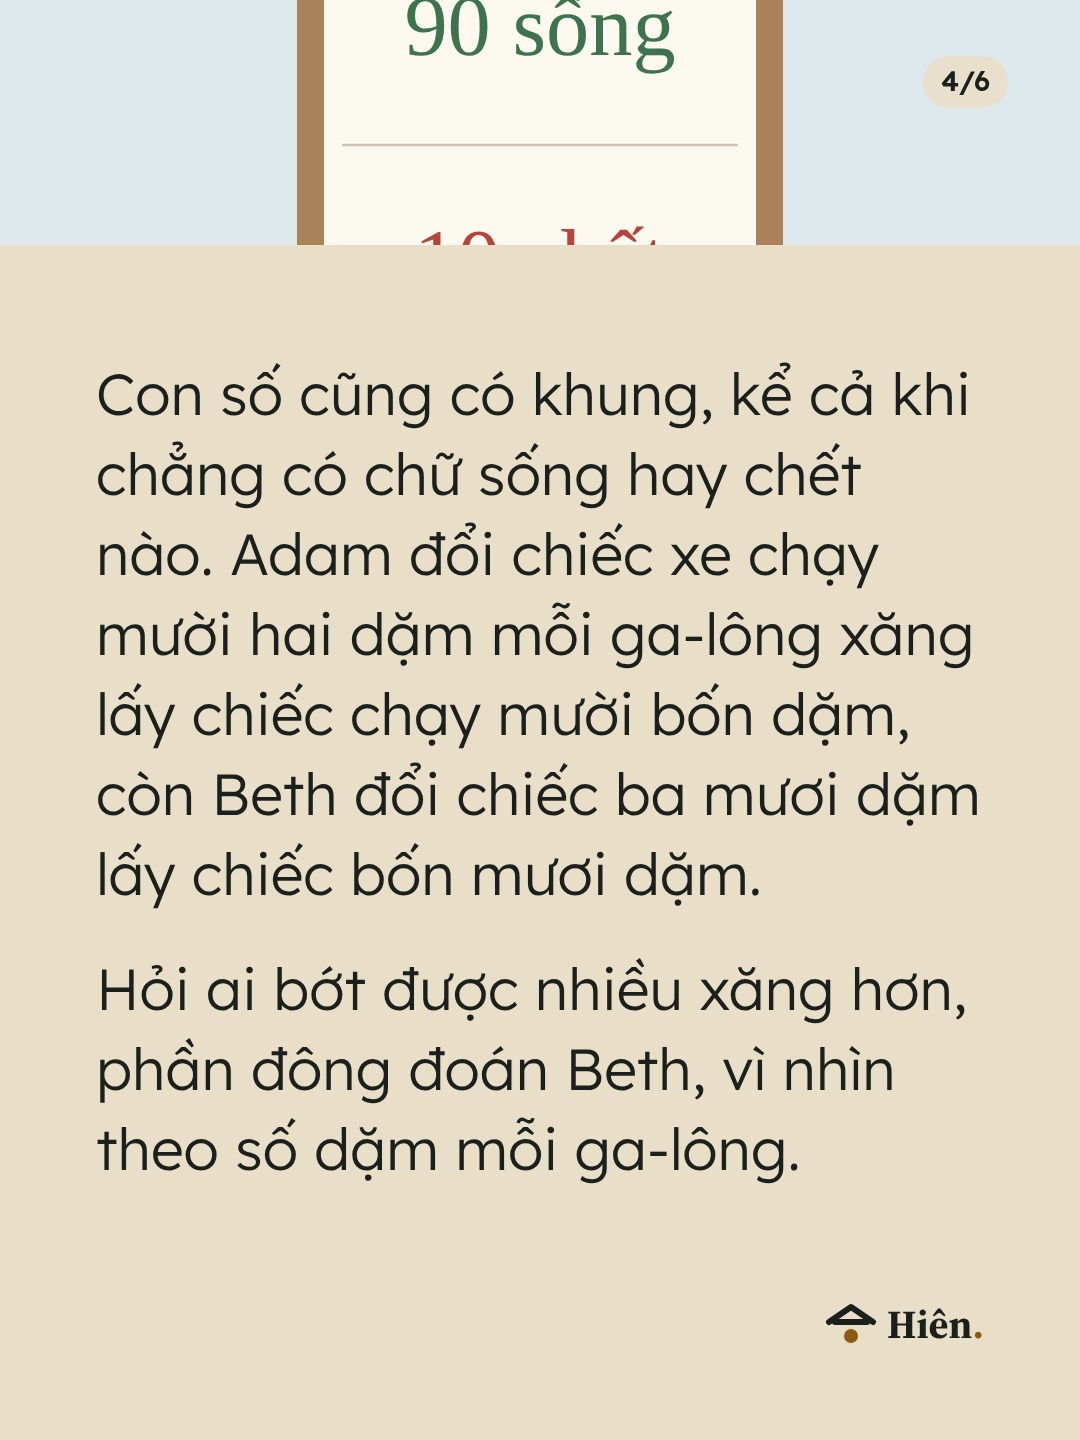 90 sống
4/6
10 chết
Con số cũng có khung, kể cả khi
chẳng có chữ sống hay chết
nào. Adam đổi chiếc xe chạy
mười hai dặm mỗi ga-lông xăng
lấy chiếc chạy mười bốn dặm,
còn Beth đổi chiếc ba mươi dặm
lấy chiếc bốn mươi dặm.
Hỏi ai bớt được nhiều xăng hơn,
phần đông đoán Beth, vì nhìn
theo số dặm mỗi ga-lông.
Hiên.